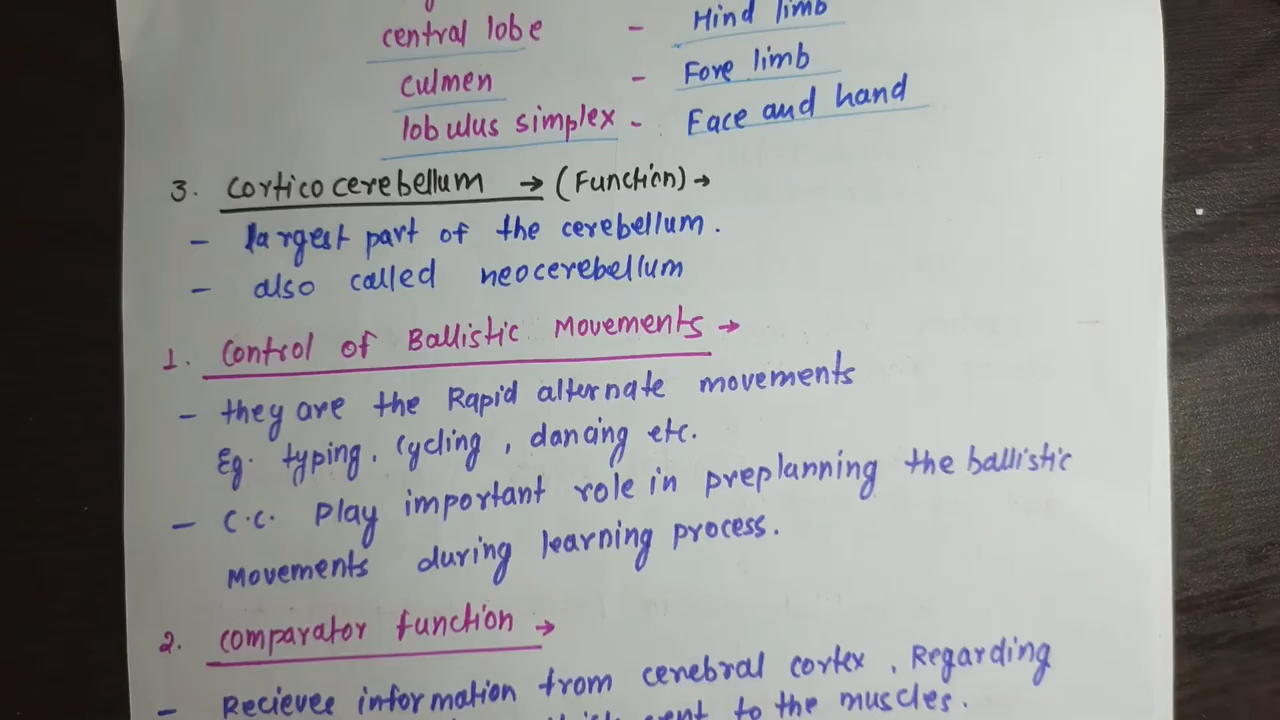 central lobe - Hind limb
culmen - Fore limb
lobulus simplex - Face and hand
3. corticocerebellum → (Function) →
- largest part of the cerebellum.
- also called neocerebellum
1. control of Ballistic Movements →
- they are the Rapid alternate movements
Eg. typing, cycling, dancing etc.
- C.C. Play important role in preplanning the ballistic
Movements during learning process.
2. comparator function →
- Recieves information from cerebral cortex, Regarding
sent to the muscles.